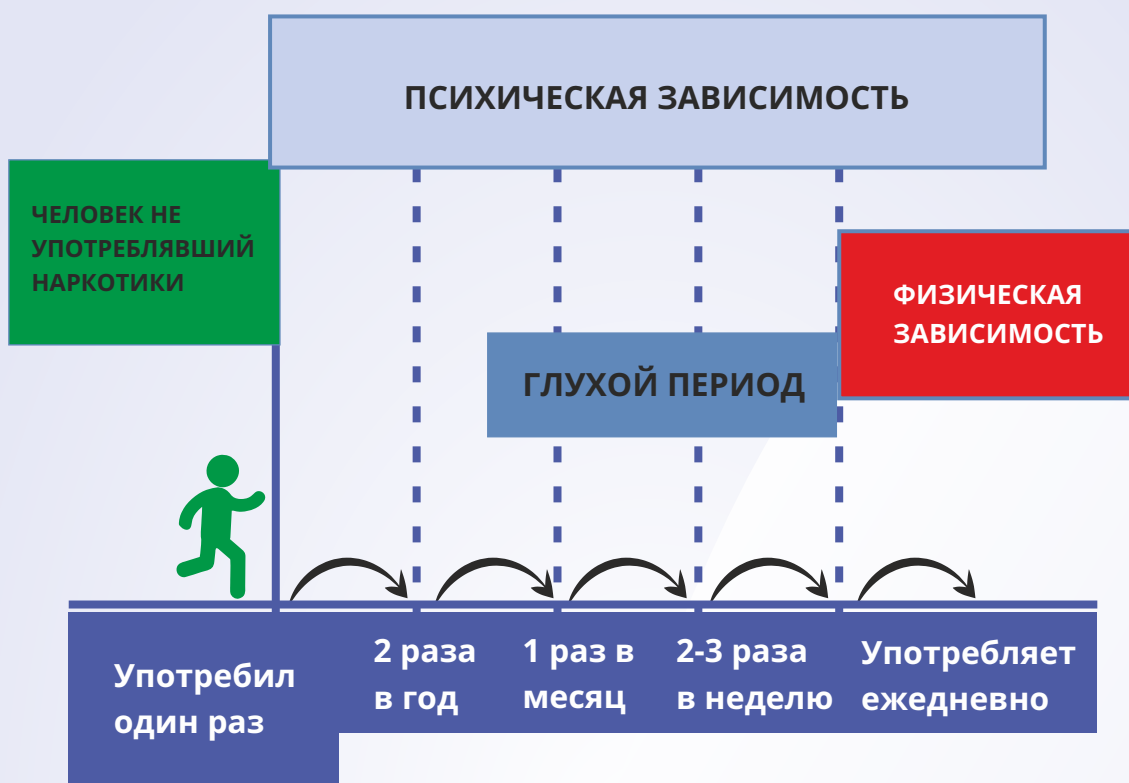 ПСИХИЧЕСКАЯ ЗАВИСИМОСТЬ
ЧЕЛОВЕК НЕ
УПОТРЕБЛЯВШИЙ
НАРКОТИКИ
ФИЗИЧЕСКАЯ
ЗАВИСИМОСТЬ
ГЛУХОЙ ПЕРИОД
Употребил
один раз
2 раза
в год
1 раз в
месяц
2-3 раза
в неделю
Употребляет
ежедневно